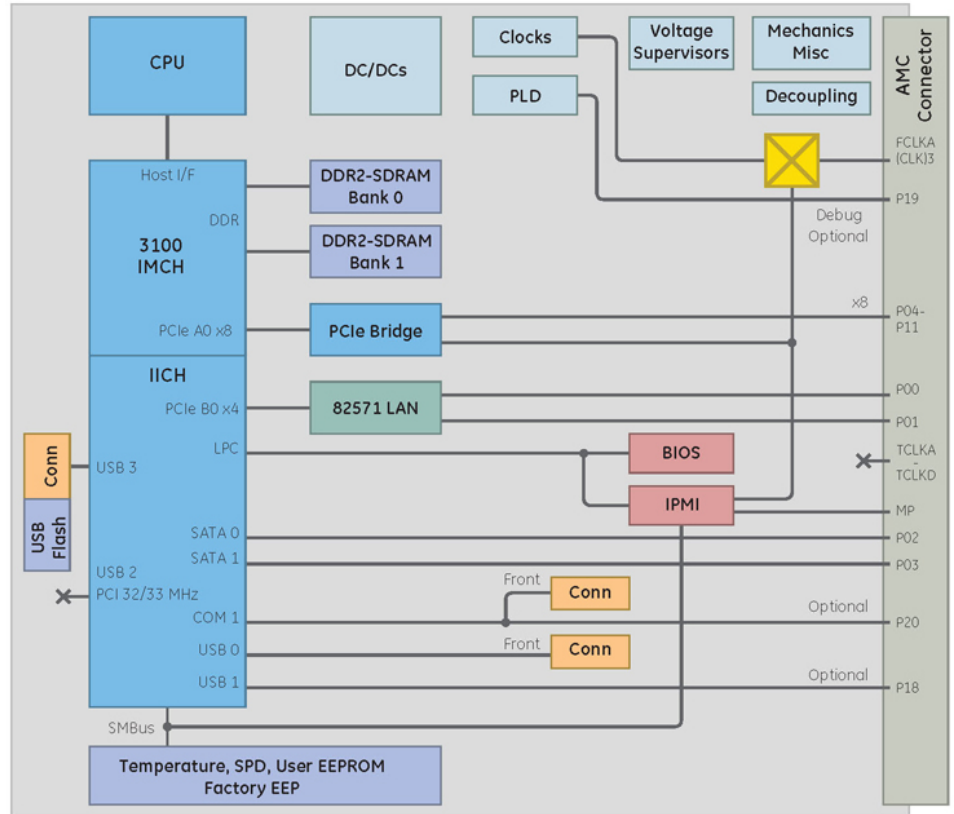 CPU
DC/DCs
Clocks
PLD
Voltage
Supervisors
Mechanics
Misc
Decoupling
AMC
Connector
FCLKA
(CLK)3
P19
Debug
Optional
Host I/F
DDR
3100
IMCH
PCIe A0 x8
DDR2-SDRAM
Bank 0
DDR2-SDRAM
Bank 1
PCIe Bridge
x8
P04-
P11
IICH
PCIe B0 x4
82571 LAN
P00
P01
LPC
BIOS
TCLKA
-
TCLKD
IPMI
MP
Conn
USB
Flash
USB 3
SATA 0
P02
SATA 1
P03
USB 2
PCI 32/33 MHz
Front
Conn
COM 1
Optional
P20
USB 0
Front
Conn
USB 1
Optional
P18
SMBus
Temperature, SPD, User EEPROM
Factory EEP